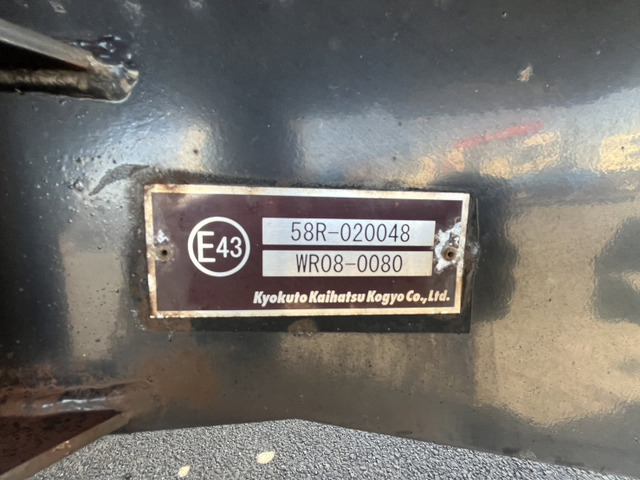 E43
58R-020048
WR08-0080
Kyokuto Kaihatsu Kogyo Co.,Ltd.